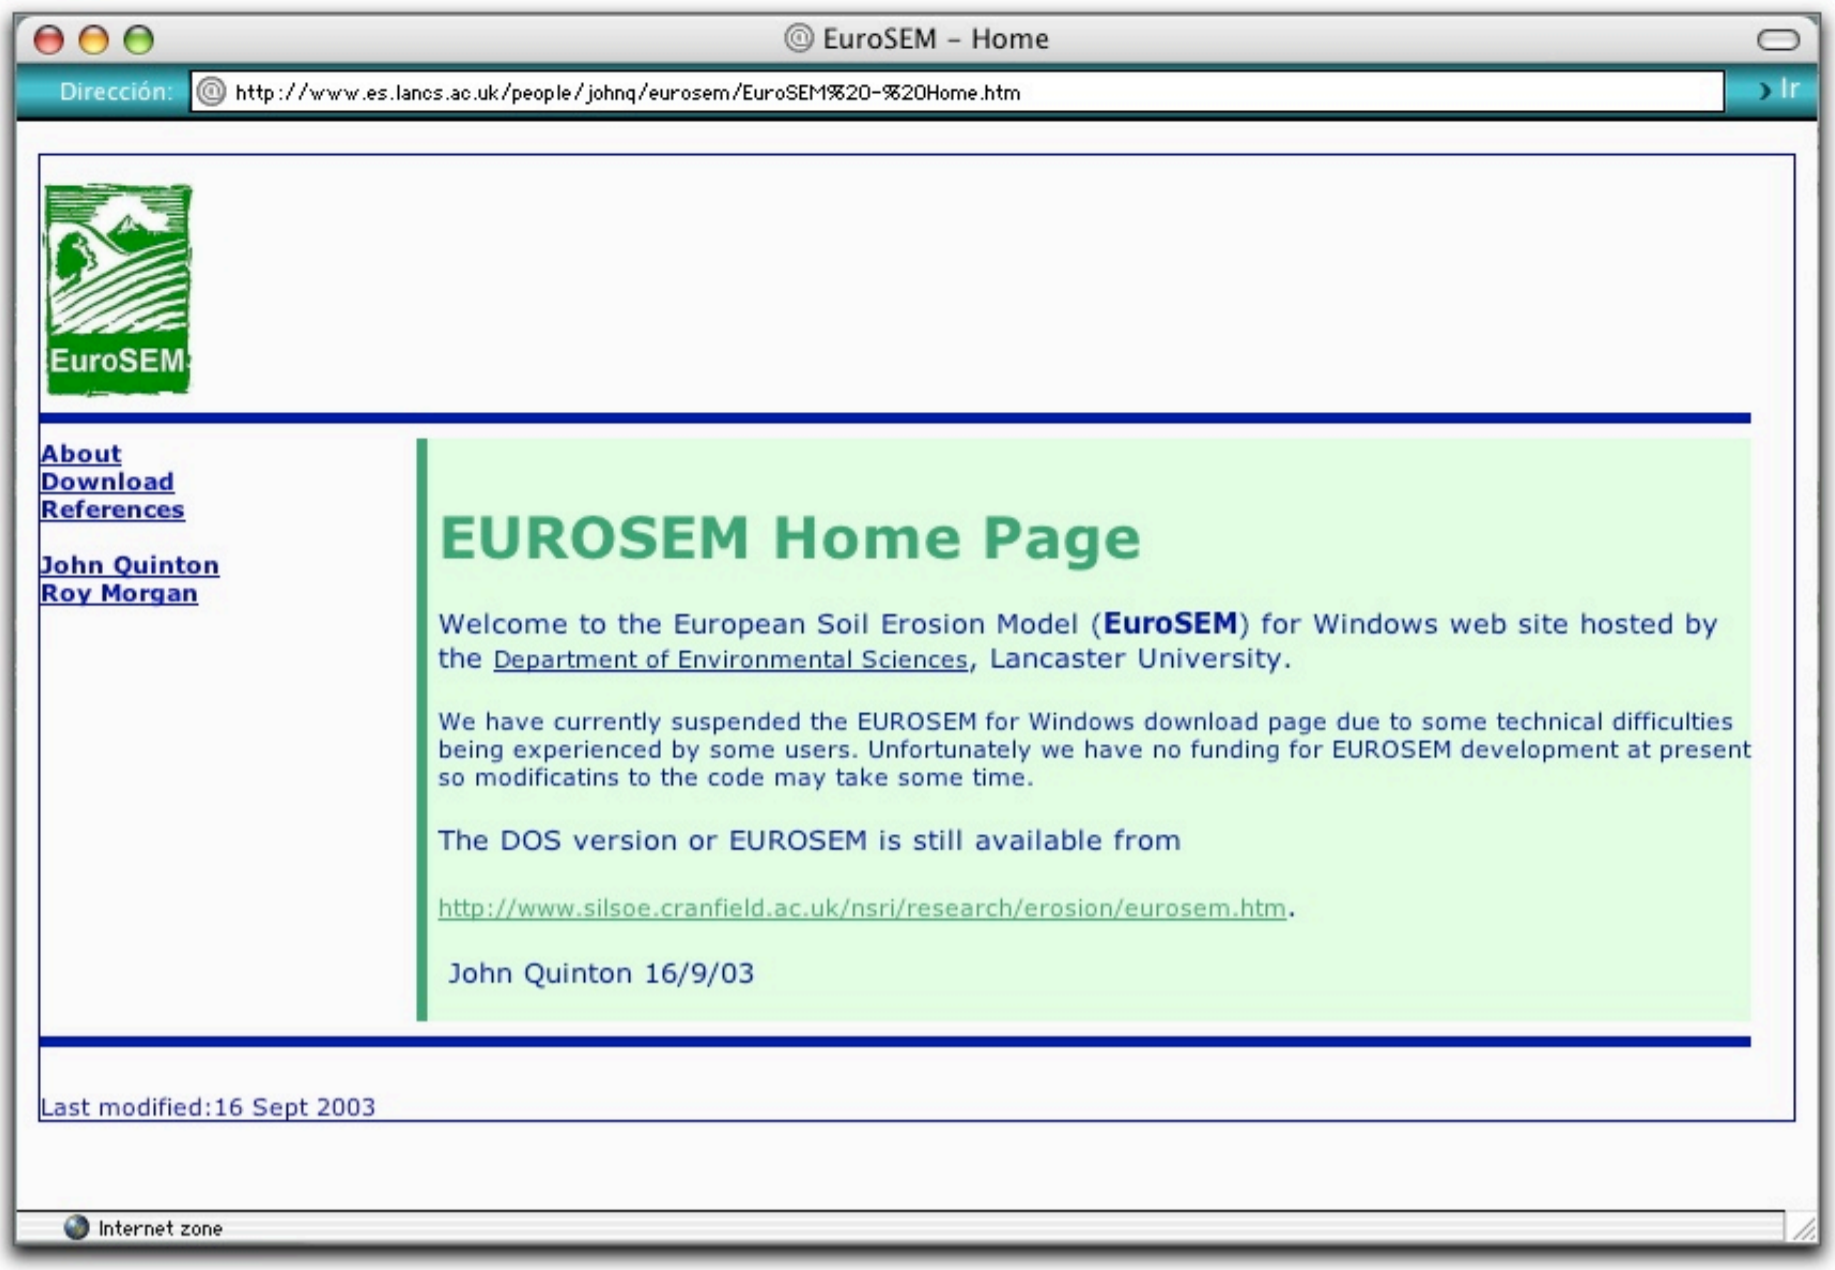 EuroSEM – Home
Dirección: http://www.es.lancs.ac.uk/people/johnq/eurosem/EuroSEM%20-%20Home.htm › Ir
EuroSEM
About
Download
References
John Quinton
Roy Morgan
EUROSEM Home Page
Welcome to the European Soil Erosion Model (EuroSEM) for Windows web site hosted by
the Department of Environmental Sciences, Lancaster University.
We have currently suspended the EUROSEM for Windows download page due to some technical difficulties
being experienced by some users. Unfortunately we have no funding for EUROSEM development at present
so modificatins to the code may take some time.
The DOS version or EUROSEM is still available from
http://www.silsoe.cranfield.ac.uk/nsri/research/erosion/eurosem.htm.
John Quinton 16/9/03
Last modified:16 Sept 2003
Internet zone